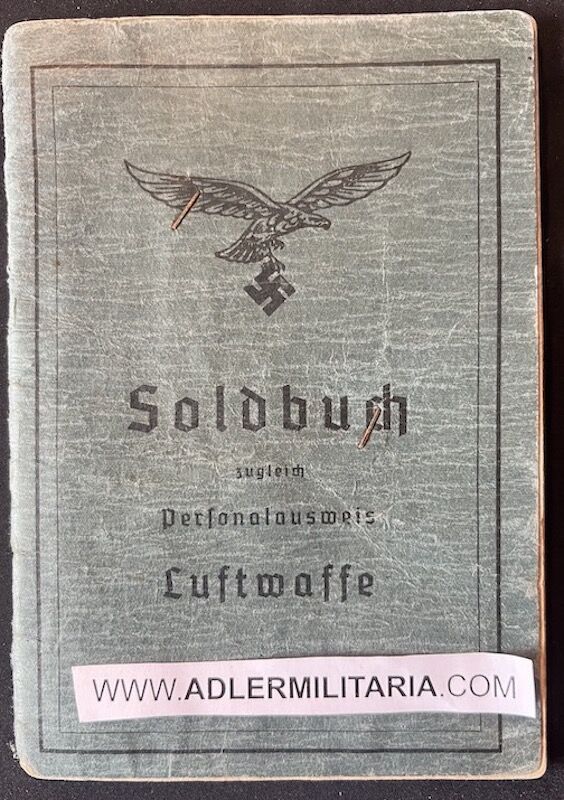 Soldbuch
zugleich
Personalausweis
Luftwaffe
WWW.ADLERMILITARIA.COM